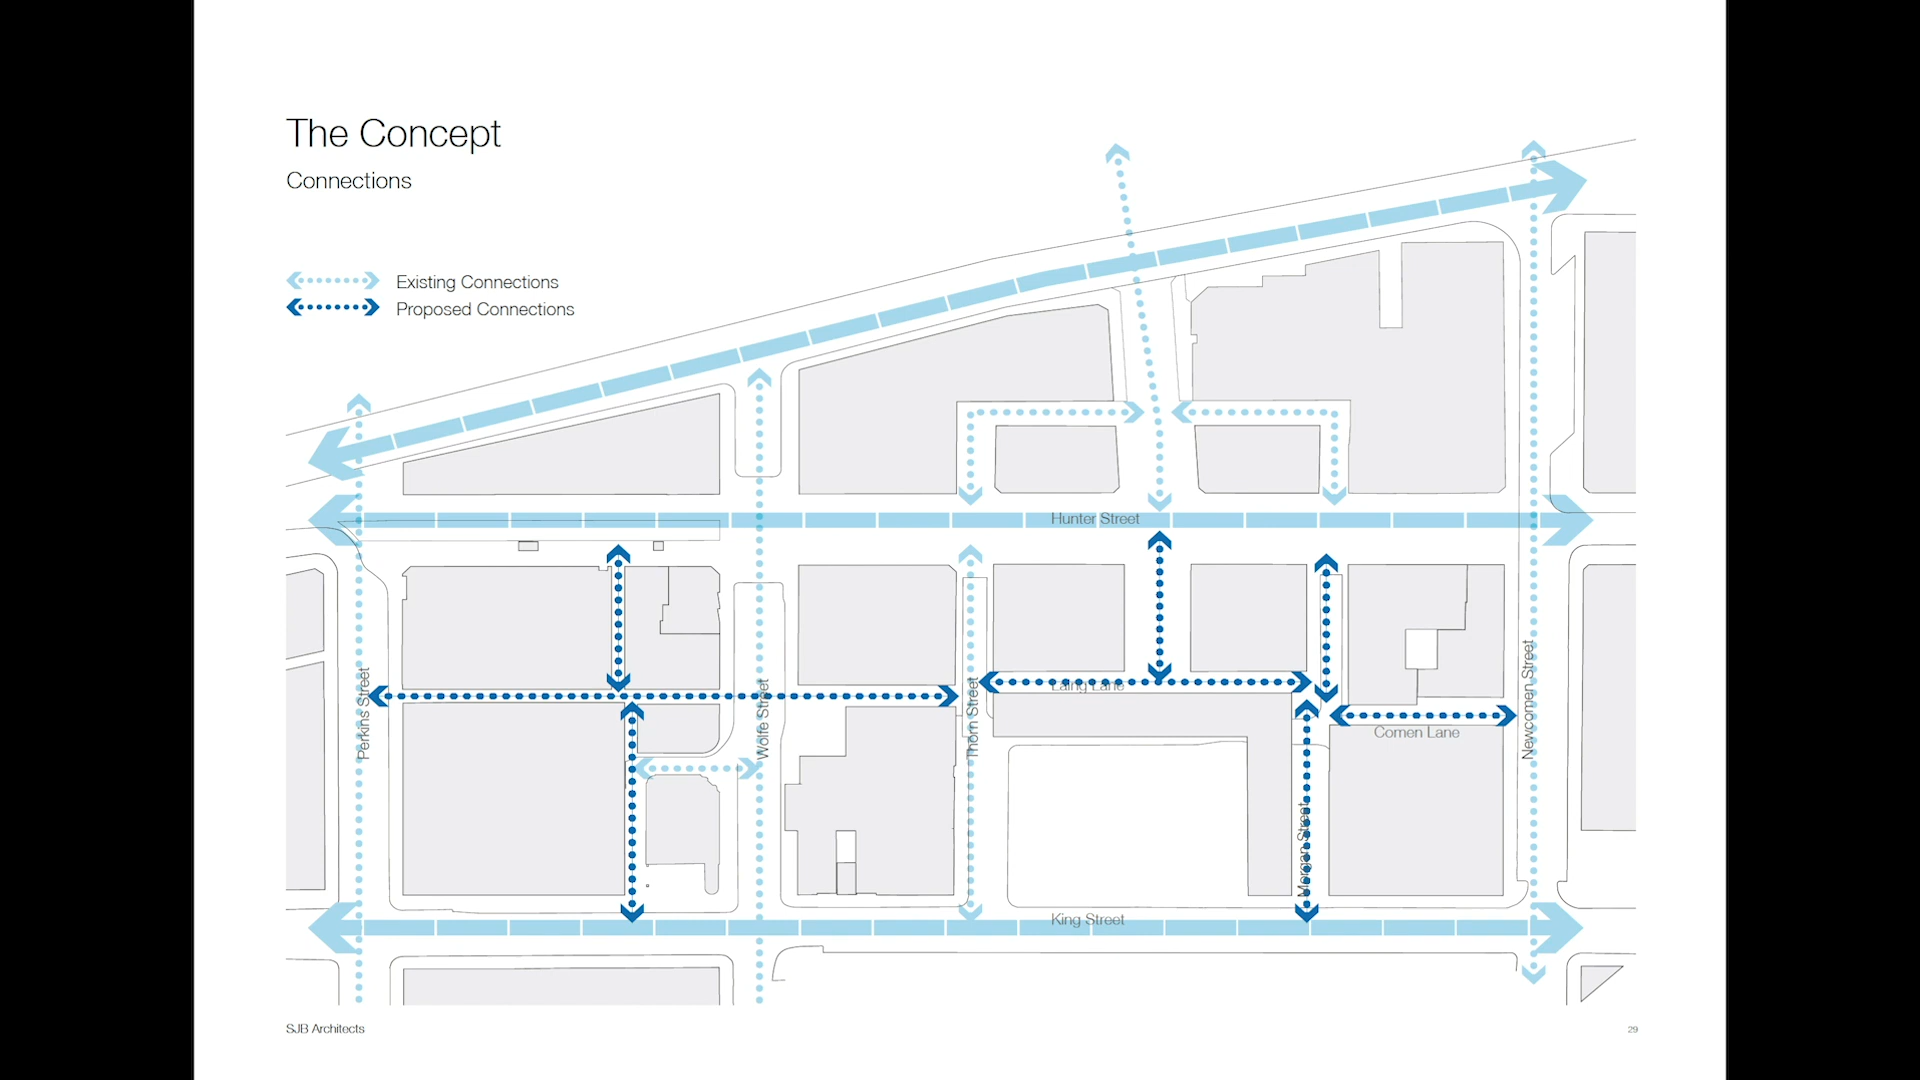 The Concept
Connections
Existing Connections
Proposed Connections
Hunter Street
Perkins Street
Wolfe Street
Thorn Street
Laing Lane
Newcomen Street
Comen Lane
Morgan Street
King Street
SJB Architects
29